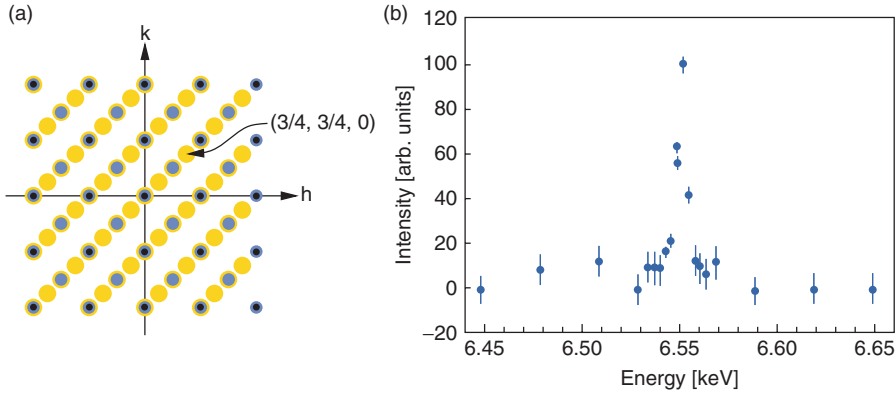 (a)
k
(3/4, 3/4, 0)
h
(b)
120
100
80
60
40
20
0
−20
Intensity [arb. units]
6.45 6.50 6.55 6.60 6.65
Energy [keV]